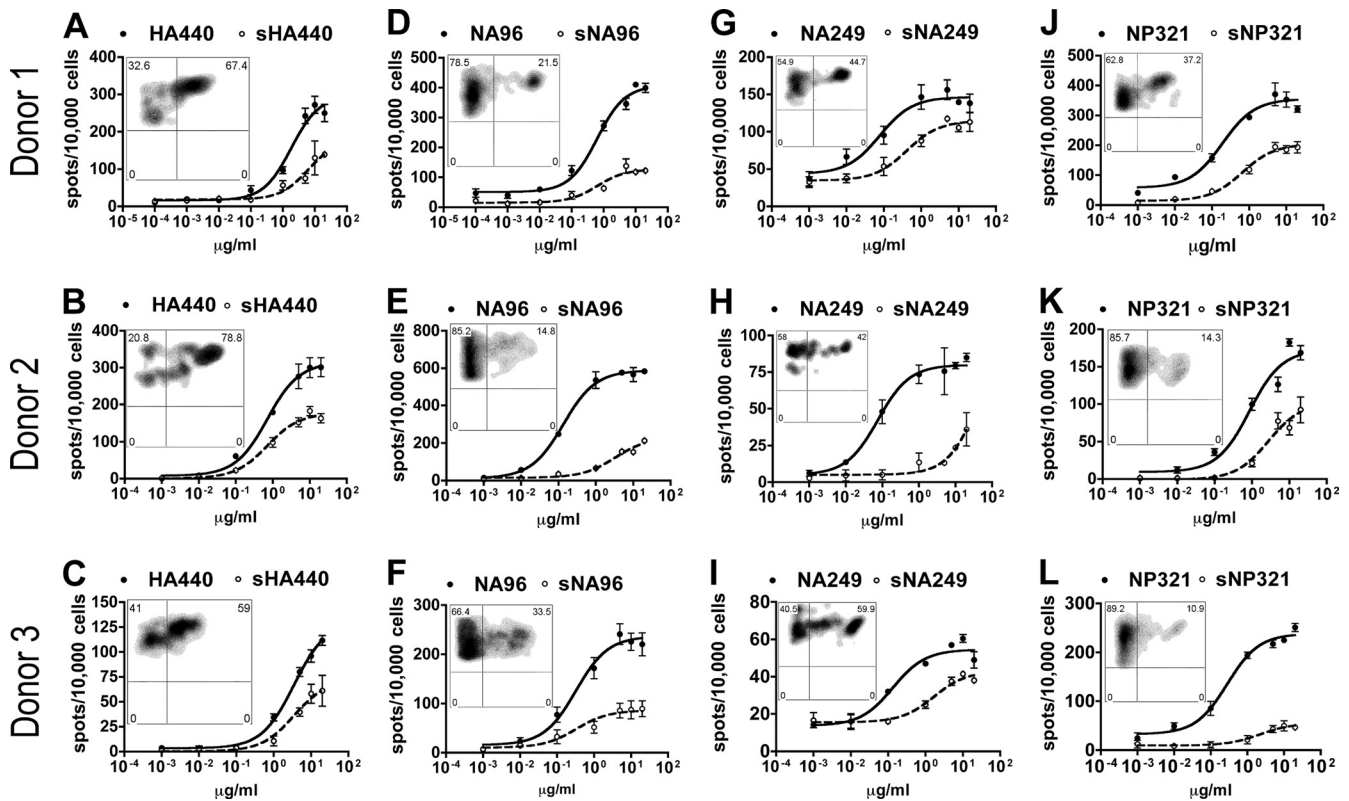 Donor 1
A
HA440 sHA440
spots/10,000 cells
400
300
200
100
0
32.6 67.4
0 0
10-5 10-4 10-3 10-2 10-1 100 101 102
µg/ml
D
NA96 sNA96
spots/10,000 cells
500
400
300
200
100
0
78.5 21.5
0 0
10-4 10-3 10-2 10-1 100 101 102
µg/ml
G
NA249 sNA249
spots/10,000 cells
200
150
100
50
0
54.9 44.7
0 0
10-4 10-3 10-2 10-1 100 101 102
µg/ml
J
NP321 sNP321
spots/10,000 cells
500
400
300
200
100
0
62.8 37.2
0 0
10-4 10-3 10-2 10-1 100 101 102
µg/ml
Donor 2
B
HA440 sHA440
spots/10,000 cells
400
300
200
100
0
20.8 78.8
0 0
10-4 10-3 10-2 10-1 100 101 102
µg/ml
E
NA96 sNA96
spots/10,000 cells
800
600
400
200
0
85.2 14.8
0 0
10-4 10-3 10-2 10-1 100 101 102
µg/ml
H
NA249 sNA249
spots/10,000 cells
100
75
50
25
0
58 42
0 0
10-4 10-3 10-2 10-1 100 101 102
µg/ml
K
NP321 sNP321
spots/10,000 cells
200
150
100
50
0
85.7 14.3
0 0
10-4 10-3 10-2 10-1 100 101 102
µg/ml
Donor 3
C
HA440 sHA440
spots/10,000 cells
150
125
100
75
50
25
0
41 59
0 0
10-4 10-3 10-2 10-1 100 101 102
µg/ml
F
NA96 sNA96
spots/10,000 cells
300
200
100
0
66.4 33.5
0 0
10-4 10-3 10-2 10-1 100 101 102
µg/ml
I
NA249 sNA249
spots/10,000 cells
80
60
40
20
0
40.5 59.9
0 0
10-4 10-3 10-2 10-1 100 101 102
µg/ml
L
NP321 sNP321
spots/10,000 cells
300
200
100
0
89.2 10.9
0 0
10-4 10-3 10-2 10-1 100 101 102
µg/ml